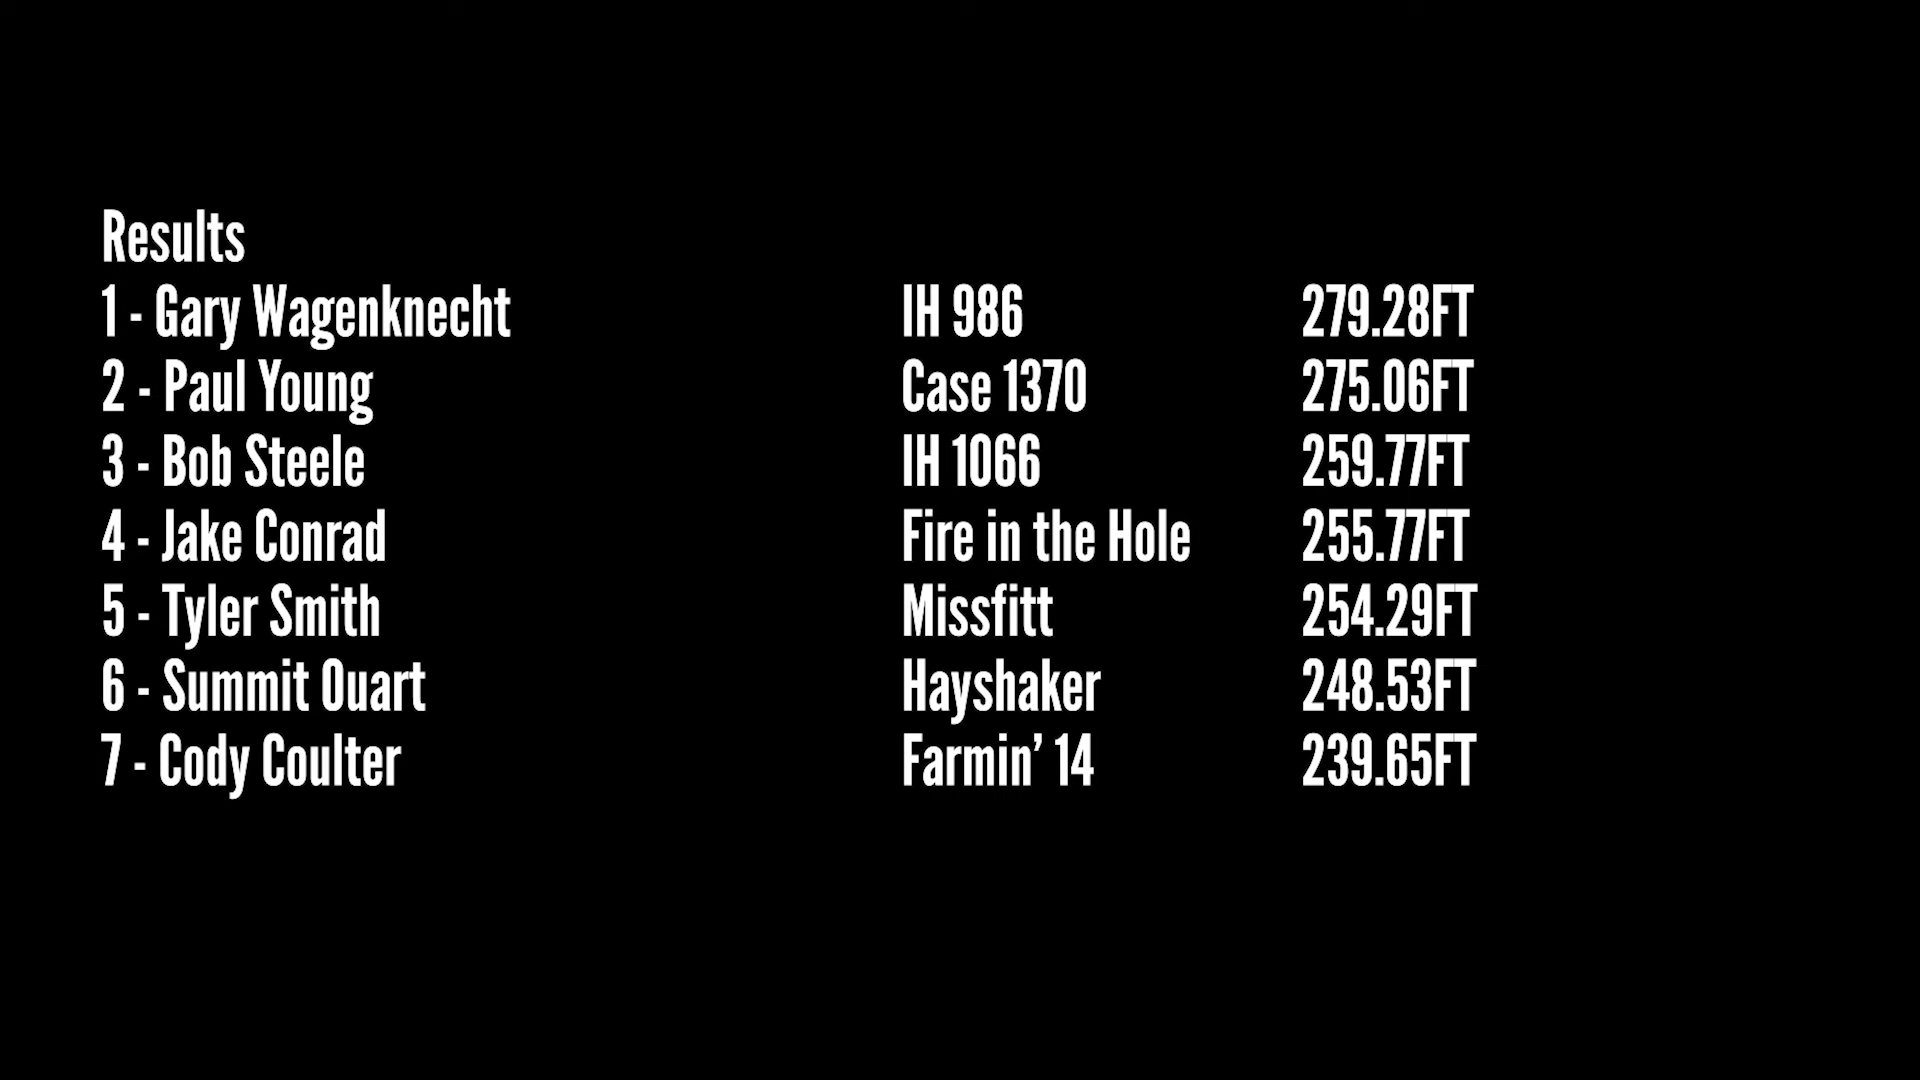 Results
1 - Gary Wagenknecht IH 986 279.28FT
2 - Paul Young Case 1370 275.06FT
3 - Bob Steele IH 1066 259.77FT
4 - Jake Conrad Fire in the Hole 255.77FT
5 - Tyler Smith Missfitt 254.29FT
6 - Summit Ouart Hayshaker 248.53FT
7 - Cody Coulter Farmin’ 14 239.65FT